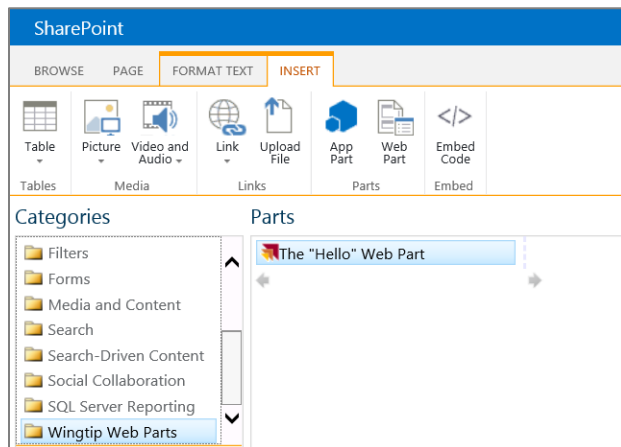 SharePoint
BROWSE PAGE FORMAT TEXT INSERT
Table Picture Video and Audio Link Upload File App Part Web Part Embed Code
Tables Media Links Parts Embed
Categories Parts
Filters The "Hello" Web Part
Forms
Media and Content
Search
Search-Driven Content
Social Collaboration
SQL Server Reporting
Wingtip Web Parts